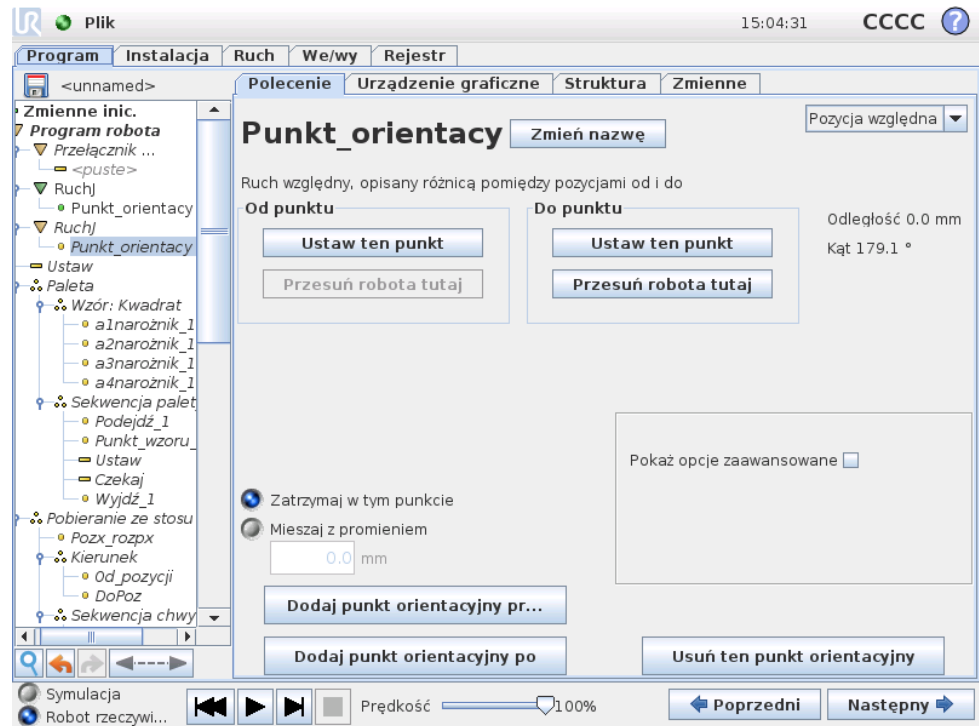 UR Plik 15:04:31 CCCC ?
Program Instalacja Ruch We/wy Rejestr
<unnamed>
Polecenie Urządzenie graficzne Struktura Zmienne
Zmienne inic.
Program robota
Przełącznik ...
<puste>
RuchJ
Punkt_orientacy
RuchJ
Punkt_orientacy
Ustaw
Paleta
Wzór: Kwadrat
a1narożnik_1
a2narożnik_1
a3narożnik_1
a4narożnik_1
Sekwencja palet
Podejdź_1
Punkt_wzoru_
Ustaw
Czekaj
Wyjdź_1
Pobieranie ze stosu
Pozx_rozpx
Kierunek
Od_pozycji
DoPoz
Sekwencja chwy
Punkt_orientacy Zmień nazwę
Pozycja względna
Ruch względny, opisany różnicą pomiędzy pozycjami od i do
Od punktu
Ustaw ten punkt
Przesuń robota tutaj
Do punktu
Ustaw ten punkt
Przesuń robota tutaj
Odległość 0.0 mm
Kąt 179.1 °
Pokaż opcje zaawansowane
Zatrzymaj w tym punkcie
Mieszaj z promieniem
0.0 mm
Dodaj punkt orientacyjny pr...
Dodaj punkt orientacyjny po
Usuń ten punkt orientacyjny
Symulacja
Robot rzeczywi...
Prędkość 100%
Poprzedni Następny